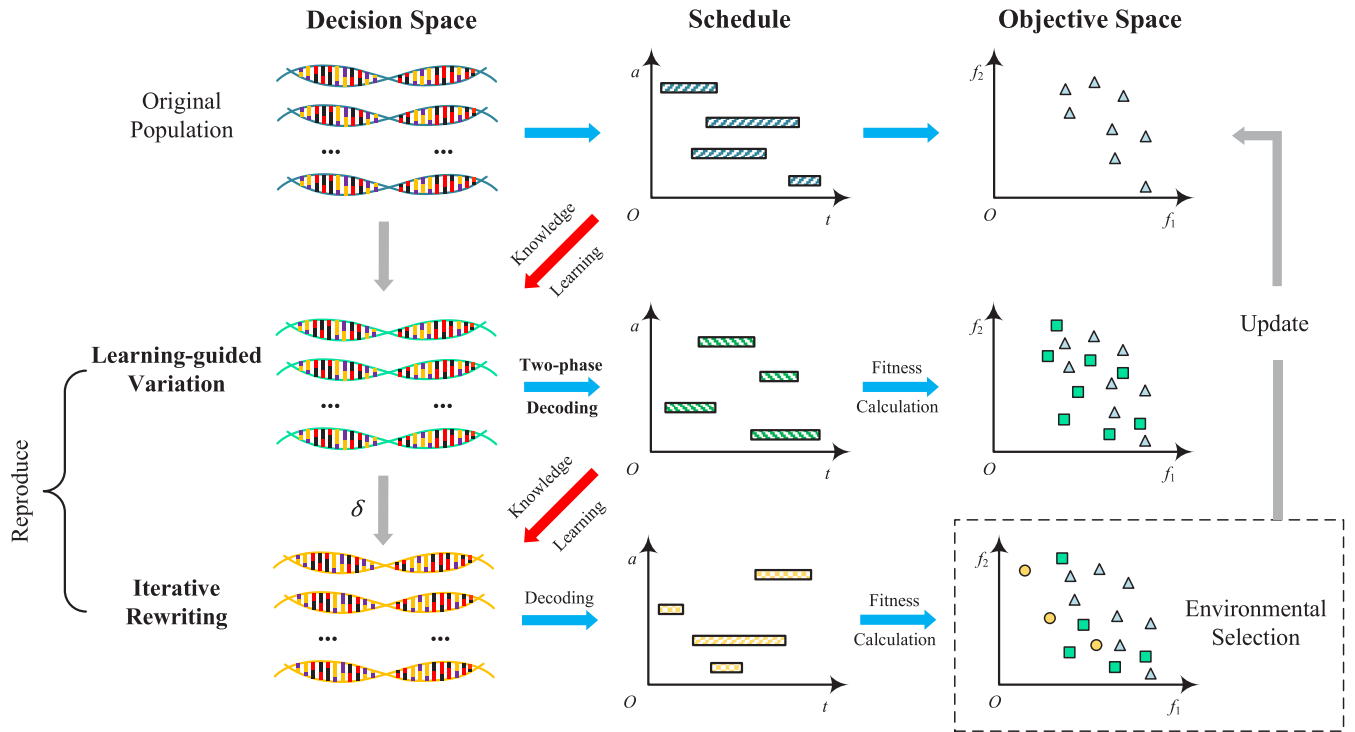 Decision Space
Schedule
Objective Space
Original
Population
...
a
O
t
f2
O
f1
Knowledge
Learning
Reproduce
Learning-guided
Variation
...
Two-phase
Decoding
a
O
t
Fitness
Calculation
f2
O
f1
Update
δ
Knowledge
Learning
Iterative
Rewriting
...
Decoding
a
O
t
Fitness
Calculation
f2
O
f1
Environmental
Selection